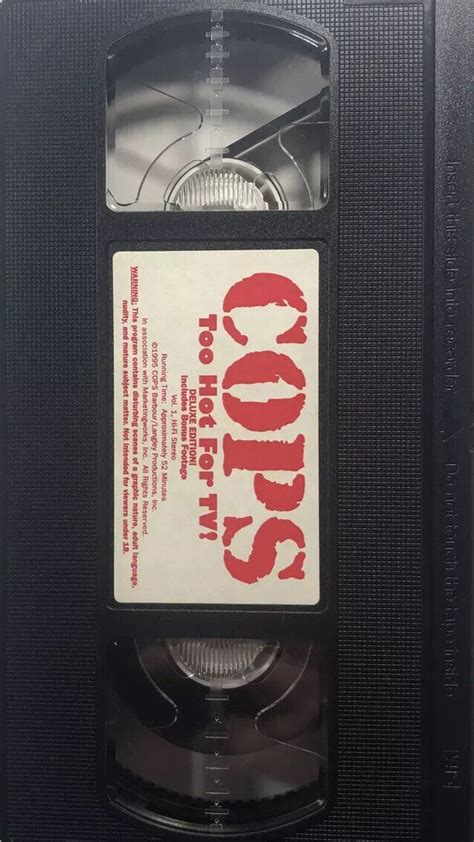 COPS
Too Hot For TV!
DELUXE EDITION!
Includes Bonus Footage
Vol. 1, Hi-Fi Stereo
Running Time: Approximately 52 Minutes
©1995 COPS Barbour/Langley Productions, Inc.
In association with Marketingworks, Inc. All Rights Reserved.
WARNING: This program contains disturbing scenes of a graphic nature, adult language,
nudity, and mature subject matter. Not intended for viewers under 18.
Insert this side into recorder Do not touch the tape inside